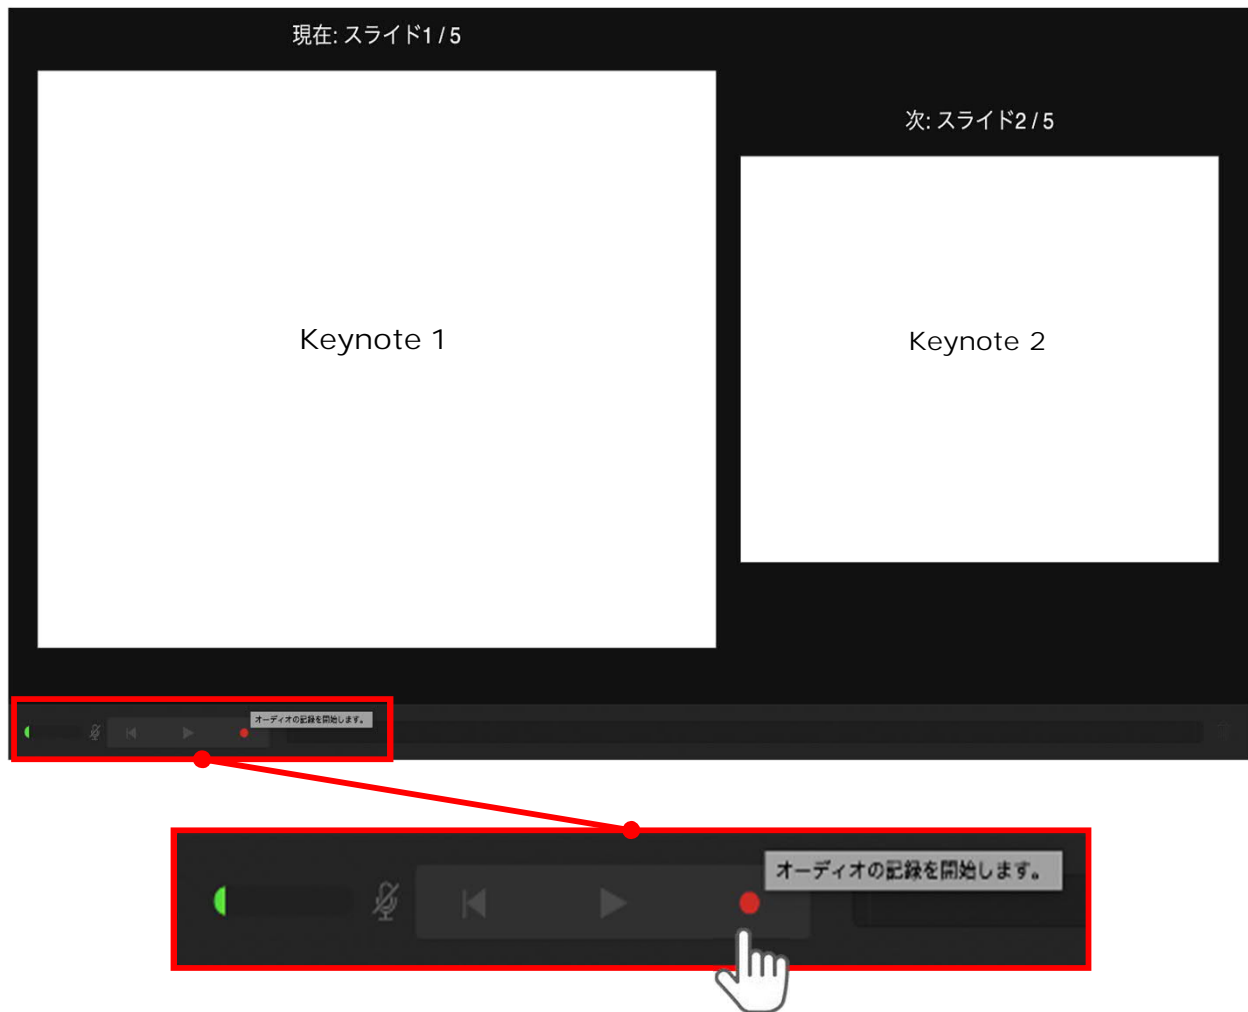 現在: スライド1 / 5
次: スライド2 / 5
Keynote 1
Keynote 2
オーディオの記録を開始します。
オーディオの記録を開始します。